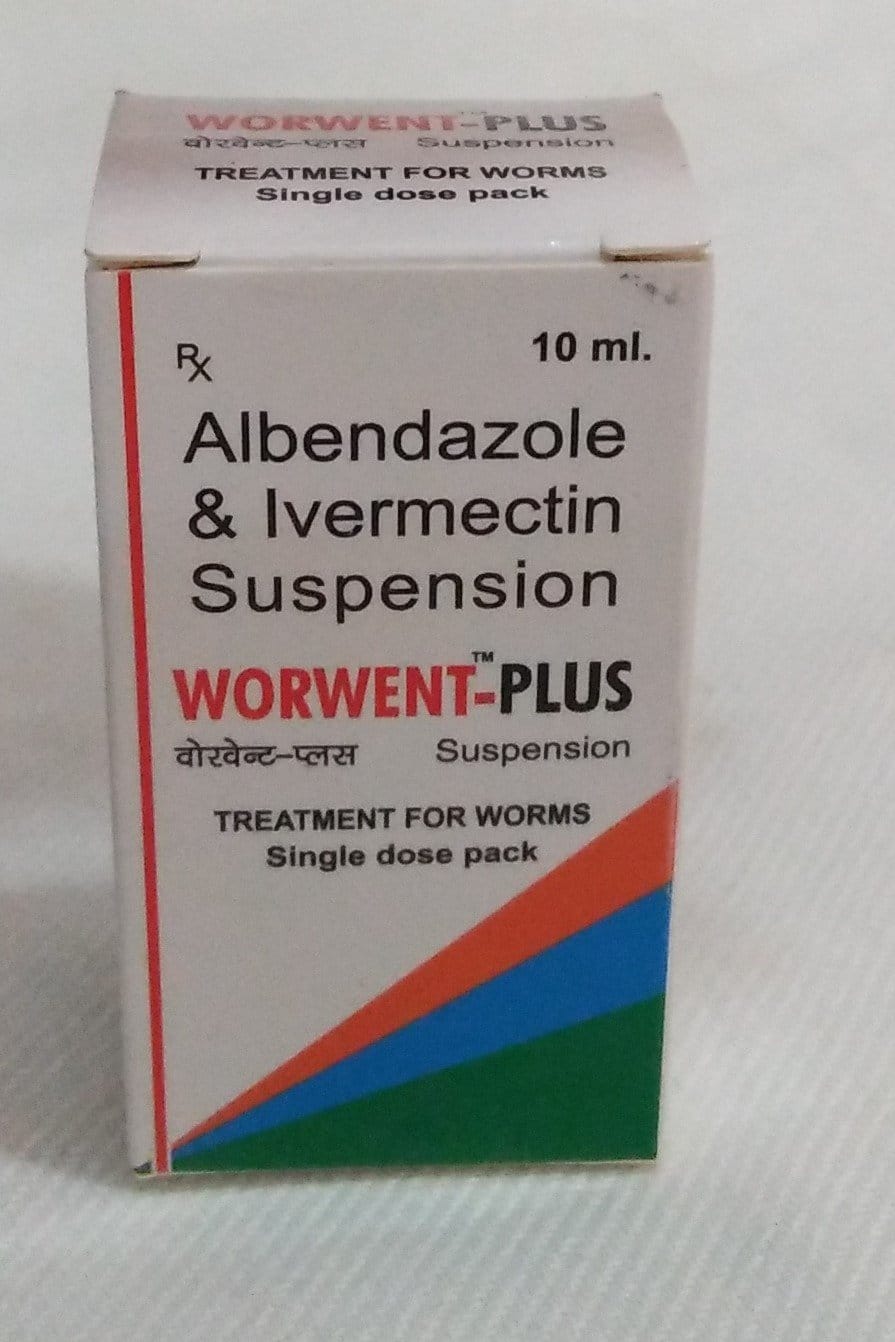 WORWENT™-PLUS
वोरवेन्ट-प्लस Suspension
TREATMENT FOR WORMS
Single dose pack
Rx 10 ml.
Albendazole
& Ivermectin
Suspension
WORWENT™-PLUS
वोरवेन्ट-प्लस Suspension
TREATMENT FOR WORMS
Single dose pack